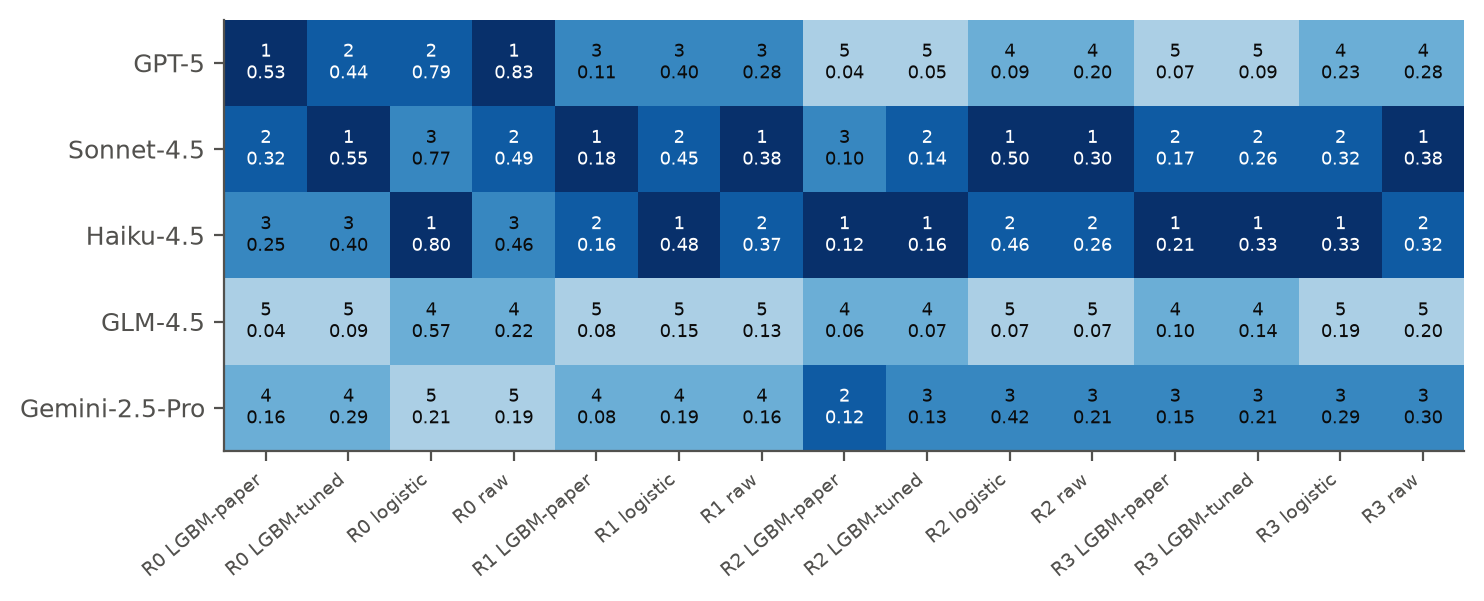 GPT-5
1 2 2 1 3 3 3 5 5 4 4 5 5 4 4
0.53 0.44 0.79 0.83 0.11 0.40 0.28 0.04 0.05 0.09 0.20 0.07 0.09 0.23 0.28
Sonnet-4.5
2 1 3 2 1 2 1 3 2 1 1 2 2 2 1
0.32 0.55 0.77 0.49 0.18 0.45 0.38 0.10 0.14 0.50 0.30 0.17 0.26 0.32 0.38
Haiku-4.5
3 3 1 3 2 1 2 1 1 2 2 1 1 1 2
0.25 0.40 0.80 0.46 0.16 0.48 0.37 0.12 0.16 0.46 0.26 0.21 0.33 0.33 0.32
GLM-4.5
5 5 4 4 5 5 5 4 4 5 5 4 4 5 5
0.04 0.09 0.57 0.22 0.08 0.15 0.13 0.06 0.07 0.07 0.07 0.10 0.14 0.19 0.20
Gemini-2.5-Pro
4 4 5 5 4 4 4 2 3 3 3 3 3 3 3
0.16 0.29 0.21 0.19 0.08 0.19 0.16 0.12 0.13 0.42 0.21 0.15 0.21 0.29 0.30
R0 LGBM-paper
R0 LGBM-tuned
R0 logistic
R0 raw
R1 LGBM-paper
R1 logistic
R1 raw
R2 LGBM-paper
R2 LGBM-tuned
R2 logistic
R2 raw
R3 LGBM-paper
R3 LGBM-tuned
R3 logistic
R3 raw